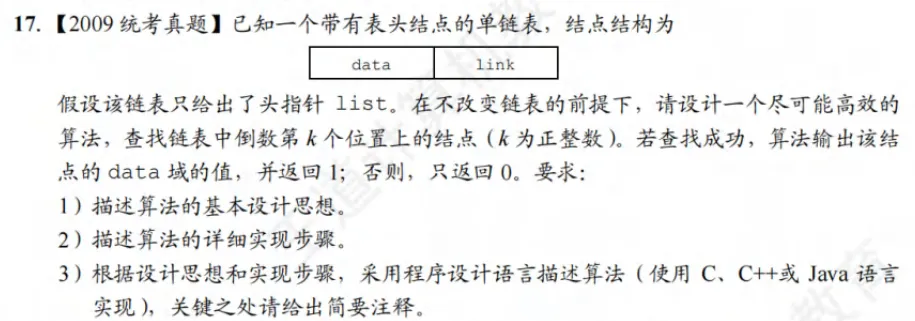 17.【2009 统考真题】已知一个带有表头结点的单链表，结点结构为
data link
假设该链表只给出了头指针 list。在不改变链表的前提下，请设计一个尽可能高效的
算法，查找链表中倒数第 k 个位置上的结点（k 为正整数）。若查找成功，算法输出该结
点的 data 域的值，并返回 1；否则，只返回 0。要求：
1）描述算法的基本设计思想。
2）描述算法的详细实现步骤。
3）根据设计思想和实现步骤，采用程序设计语言描述算法（使用 C、C++或 Java 语言
实现），关键之处请给出简要注释。